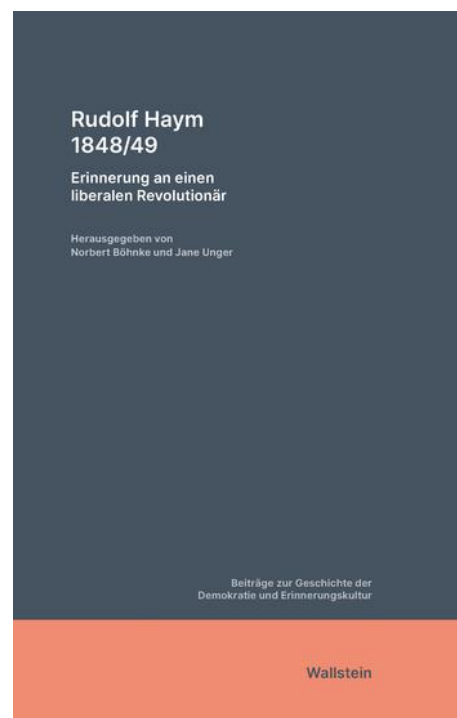 Rudolf Haym
1848/49
Erinnerung an einen
liberalen Revolutionär
Herausgegeben von
Norbert Böhnke und Jane Unger
Beiträge zur Geschichte der
Demokratie und Erinnerungskultur
Wallstein